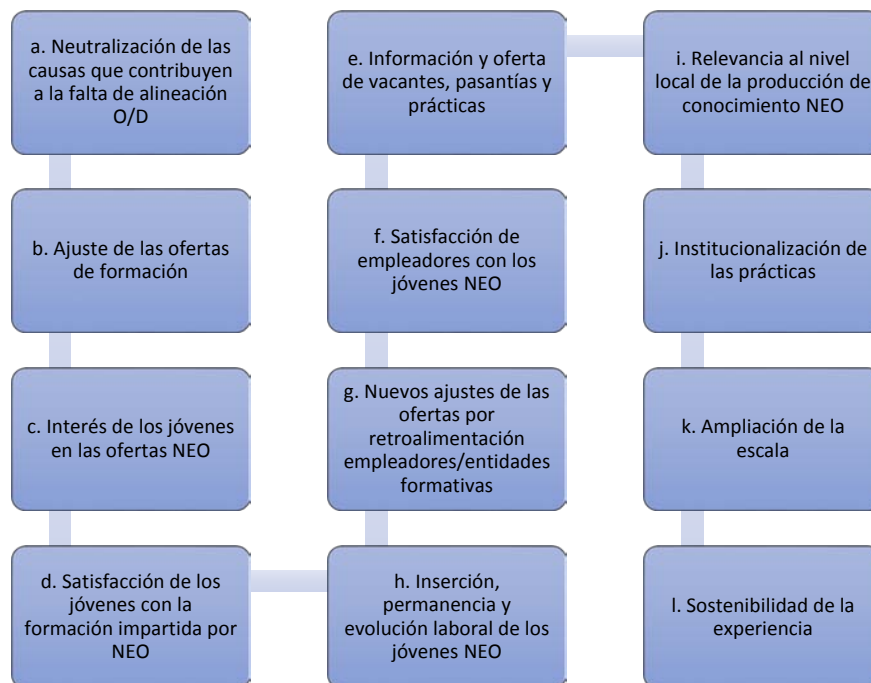 a. Neutralización de las
causas que contribuyen
a la falta de alineación
O/D
b. Ajuste de las ofertas
de formación
c. Interés de los jóvenes
en las ofertas NEO
d. Satisfacción de los
jóvenes con la
formación impartida por
NEO
e. Información y oferta
de vacantes, pasantías y
prácticas
f. Satisfacción de
empleadores con los
jóvenes NEO
g. Nuevos ajustes de las
ofertas por
retroalimentación
empleadores/entidades
formativas
h. Inserción,
permanencia y
evolución laboral de los
jóvenes NEO
i. Relevancia al nivel
local de la producción de
conocimiento NEO
j. Institucionalización de
las prácticas
k. Ampliación de la
escala
l. Sostenibilidad de la
experiencia